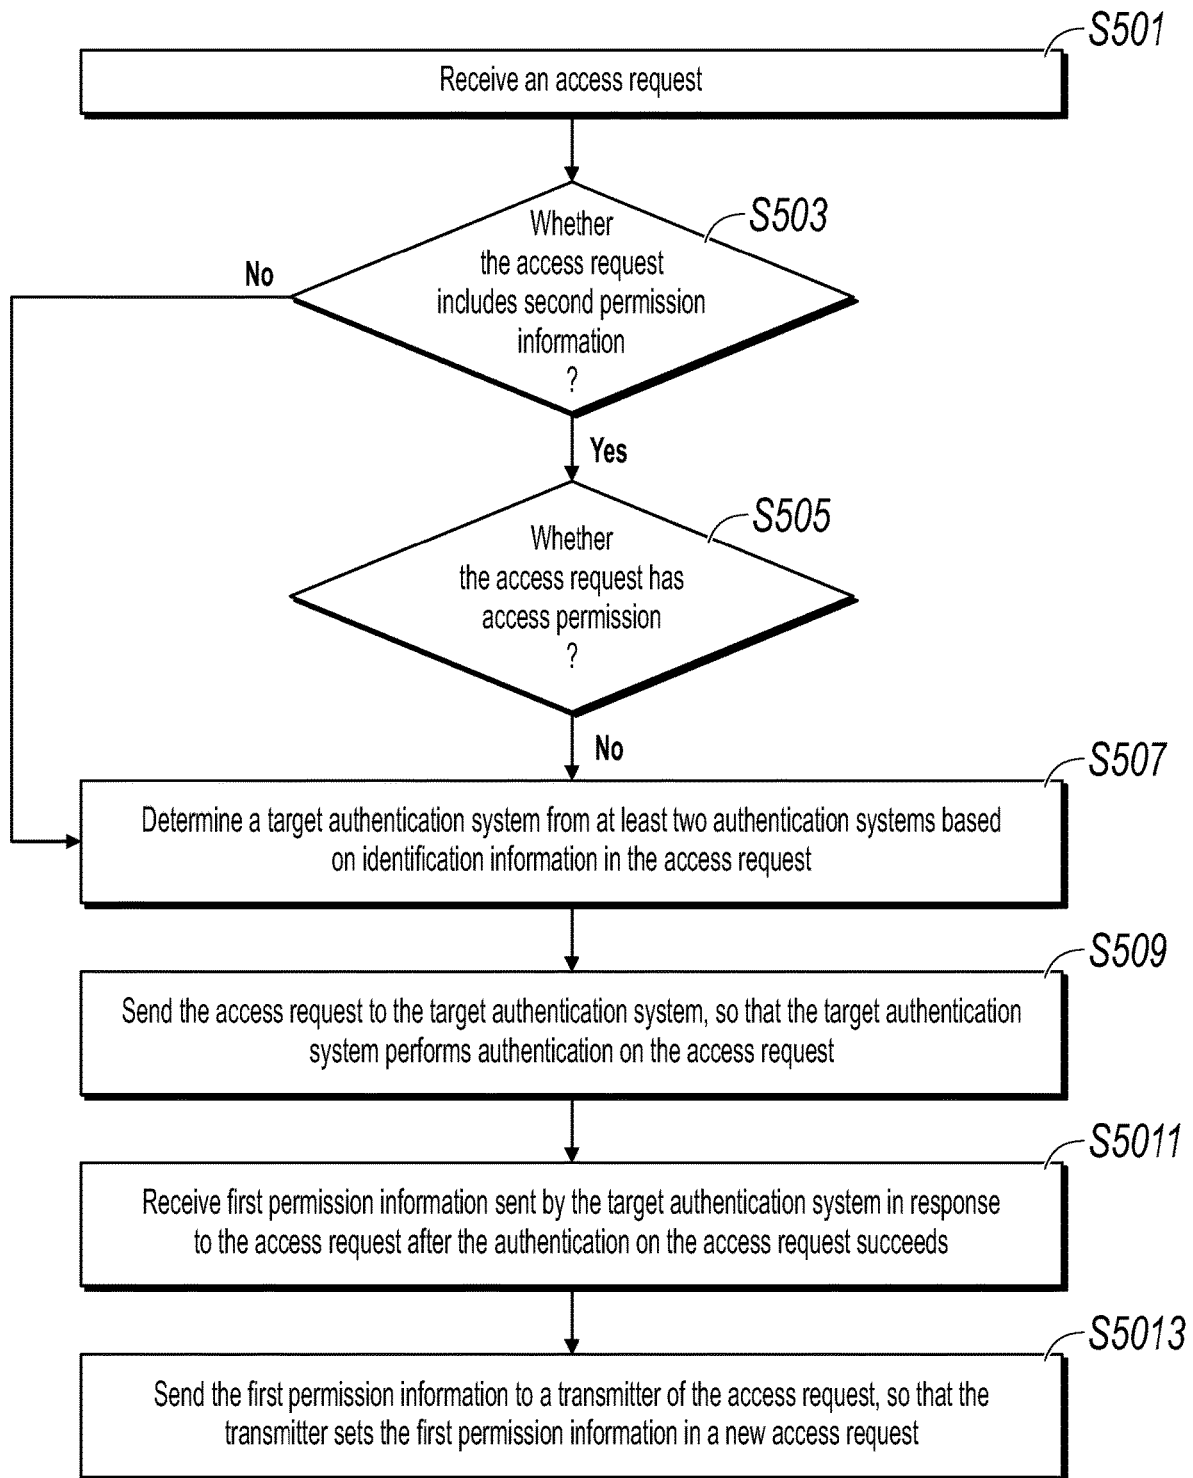 S501
Receive an access request
S503
Whether
the access request
includes second permission
information
?
No
Yes
S505
Whether
the access request has
access permission
?
No
S507
Determine a target authentication system from at least two authentication systems based
on identification information in the access request
S509
Send the access request to the target authentication system, so that the target authentication
system performs authentication on the access request
S5011
Receive first permission information sent by the target authentication system in response
to the access request after the authentication on the access request succeeds
S5013
Send the first permission information to a transmitter of the access request, so that the
transmitter sets the first permission information in a new access request